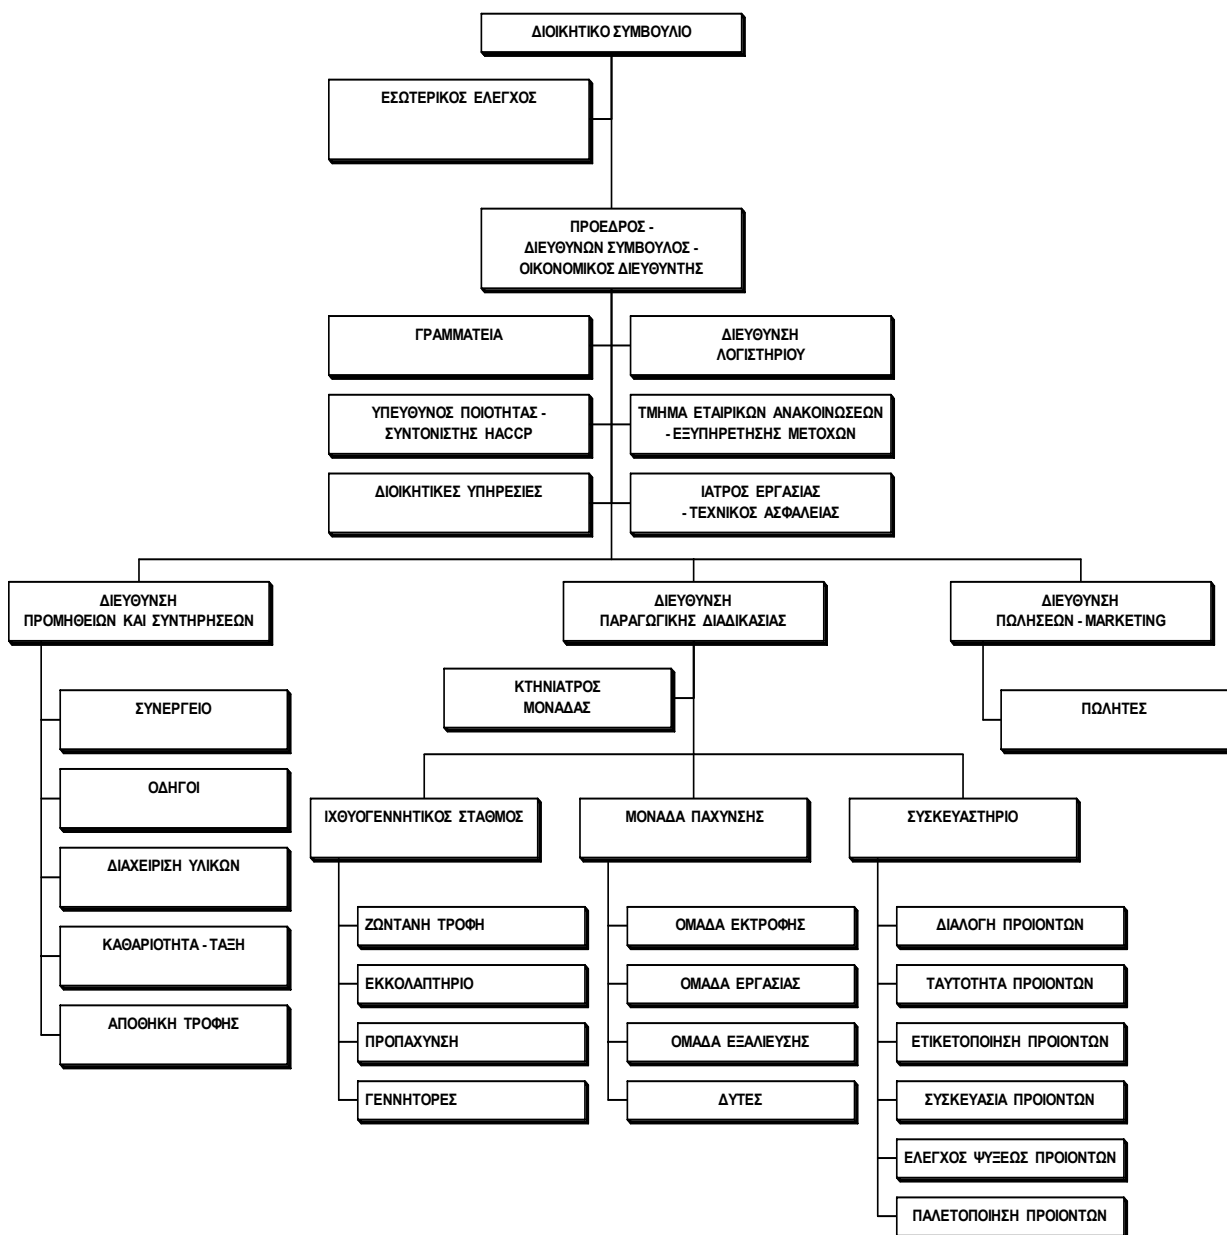 ΔΙΟΙΚΗΤΙΚΟ ΣΥΜΒΟΥΛΙΟ
ΕΣΩΤΕΡΙΚΟΣ ΕΛΕΓΧΟΣ
ΠΡΟΕΔΡΟΣ -
ΔΙΕΥΘΥΝΩΝ ΣΥΜΒΟΥΛΟΣ -
ΟΙΚΟΝΟΜΙΚΟΣ ΔΙΕΥΘΥΝΤΗΣ
ΓΡΑΜΜΑΤΕΙΑ
ΔΙΕΥΘΥΝΣΗ
ΛΟΓΙΣΤΗΡΙΟΥ
ΥΠΕΥΘΥΝΟΣ ΠΟΙΟΤΗΤΑΣ -
ΣΥΝΤΟΝΙΣΤΗΣ HACCP
ΤΜΗΜΑ ΕΤΑΙΡΙΚΩΝ ΑΝΑΚΟΙΝΩΣΕΩΝ
- ΕΞΥΠΗΡΕΤΗΣΗΣ ΜΕΤΟΧΩΝ
ΔΙΟΙΚΗΤΙΚΕΣ ΥΠΗΡΕΣΙΕΣ
ΙΑΤΡΟΣ ΕΡΓΑΣΙΑΣ
- ΤΕΧΝΙΚΟΣ ΑΣΦΑΛΕΙΑΣ
ΔΙΕΥΘΥΝΣΗ
ΠΡΟΜΗΘΕΙΩΝ ΚΑΙ ΣΥΝΤΗΡΗΣΕΩΝ
ΔΙΕΥΘΥΝΣΗ
ΠΑΡΑΓΩΓΙΚΗΣ ΔΙΑΔΙΚΑΣΙΑΣ
ΔΙΕΥΘΥΝΣΗ
ΠΩΛΗΣΕΩΝ - MARKETING
ΣΥΝΕΡΓΕΙΟ
ΟΔΗΓΟΙ
ΔΙΑΧΕΙΡΙΣΗ ΥΛΙΚΩΝ
ΚΑΘΑΡΙΟΤΗΤΑ - ΤΑΞΗ
ΑΠΟΘΗΚΗ ΤΡΟΦΗΣ
ΚΤΗΝΙΑΤΡΟΣ
ΜΟΝΑΔΑΣ
ΠΩΛΗΤΕΣ
ΙΧΘΥΟΓΕΝΝΗΤΙΚΟΣ ΣΤΑΘΜΟΣ
ΖΩΝΤΑΝΗ ΤΡΟΦΗ
ΕΚΚΟΛΑΠΤΗΡΙΟ
ΠΡΟΠΑΧΥΝΣΗ
ΓΕΝΝΗΤΟΡΕΣ
ΜΟΝΑΔΑ ΠΑΧΥΝΣΗΣ
ΟΜΑΔΑ ΕΚΤΡΟΦΗΣ
ΟΜΑΔΑ ΕΡΓΑΣΙΑΣ
ΟΜΑΔΑ ΕΞΑΛΙΕΥΣΗΣ
ΔΥΤΕΣ
ΣΥΣΚΕΥΑΣΤΗΡΙΟ
ΔΙΑΛΟΓΗ ΠΡΟΙΟΝΤΩΝ
ΤΑΥΤΟΤΗΤΑ ΠΡΟΙΟΝΤΩΝ
ΕΤΙΚΕΤΟΠΟΙΗΣΗ ΠΡΟΙΟΝΤΩΝ
ΣΥΣΚΕΥΑΣΙΑ ΠΡΟΙΟΝΤΩΝ
ΕΛΕΓΧΟΣ ΨΥΞΕΩΣ ΠΡΟΙΟΝΤΩΝ
ΠΑΛΕΤΟΠΟΙΗΣΗ ΠΡΟΙΟΝΤΩΝ